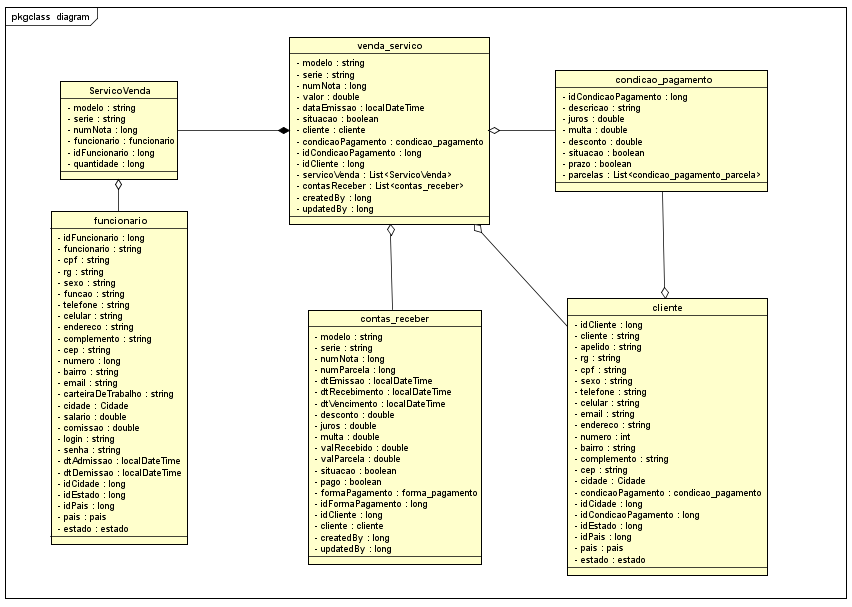 pkgclass diagram
venda_servico
- modelo : string
- serie : string
- numNota : long
- valor : double
- dataEmissao : localDateTime
- situacao : boolean
- cliente : cliente
- condicaoPagamento : condicao_pagamento
- idCondicaoPagamento : long
- idCliente : long
- servicoVenda : List<ServicoVenda>
- contasReceber : List<contas_receber>
- createdBy : long
- updatedBy : long
condicao_pagamento
- idCondicaoPagamento : long
- descricao : string
- juros : double
- multa : double
- desconto : double
- situacao : boolean
- prazo : boolean
- parcelas : List<condicao_pagamento_parcela>
ServicoVenda
- modelo : string
- serie : string
- numNota : long
- funcionario : funcionario
- idFuncionario : long
- quantidade : long
funcionario
- idFuncionario : long
- funcionario : string
- cpf : string
- rg : string
- sexo : string
- funcao : string
- telefone : string
- celular : string
- endereco : string
- complemento : string
- cep : string
- numero : long
- bairro : string
- email : string
- carteiraDeTrabalho : string
- cidade : Cidade
- salario : double
- comissao : double
- login : string
- senha : string
- dtAdmissao : localDateTime
- dtDemissao : localDateTime
- idCidade : long
- idEstado : long
- idPais : long
- pais : pais
- estado : estado
contas_receber
- modelo : string
- serie : string
- numNota : long
- numParcela : long
- dtEmissao : localDateTime
- dtRecebimento : localDateTime
- dtVencimento : localDateTime
- desconto : double
- juros : double
- multa : double
- valRecebido : double
- valParcela : double
- situacao : boolean
- pago : boolean
- formaPagamento : forma_pagamento
- idFormaPagamento : long
- idCliente : long
- cliente : cliente
- createdBy : long
- updatedBy : long
cliente
- idCliente : long
- cliente : string
- apelido : string
- rg : string
- cpf : string
- sexo : string
- telefone : string
- celular : string
- email : string
- endereco : string
- numero : int
- bairro : string
- complemento : string
- cep : string
- cidade : Cidade
- condicaoPagamento : condicao_pagamento
- idCidade : long
- idCondicaoPagamento : long
- idEstado : long
- idPais : long
- pais : pais
- estado : estado